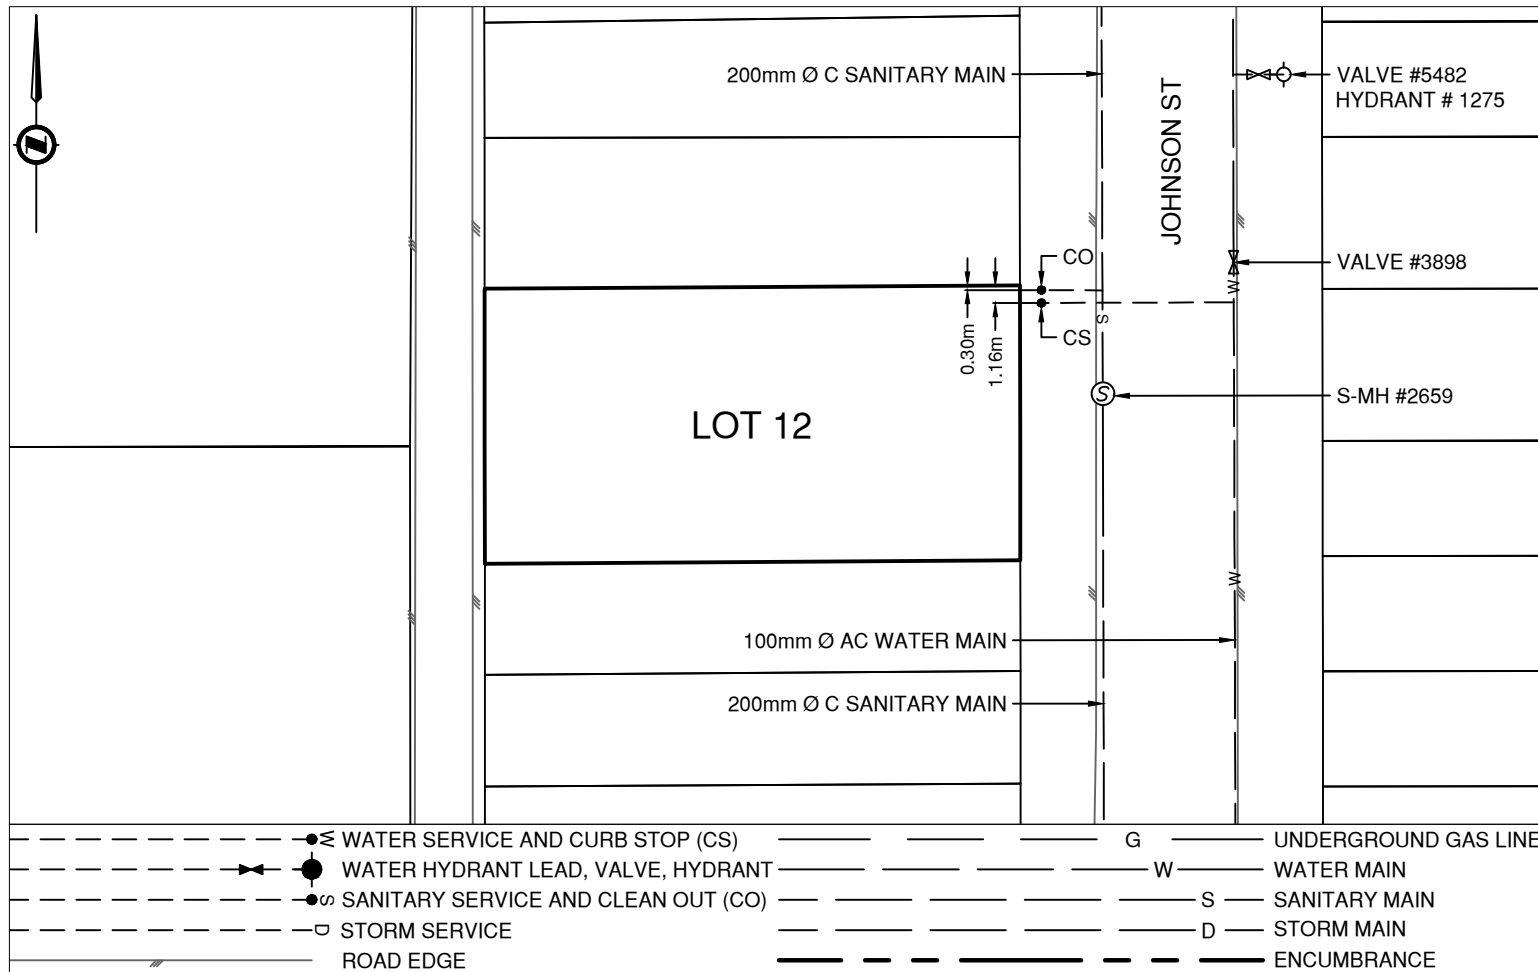 200mm Ø C SANITARY MAIN
JOHNSON ST
VALVE #5482
HYDRANT # 1275
CO
VALVE #3898
W
S
0.30m
1.16m
CS
S
S-MH #2659
LOT 12
W
100mm Ø AC WATER MAIN
200mm Ø C SANITARY MAIN
N
W WATER SERVICE AND CURB STOP (CS)
WATER HYDRANT LEAD, VALVE, HYDRANT
S SANITARY SERVICE AND CLEAN OUT (CO)
D STORM SERVICE
ROAD EDGE
G UNDERGROUND GAS LINE
W WATER MAIN
S SANITARY MAIN
D STORM MAIN
ENCUMBRANCE